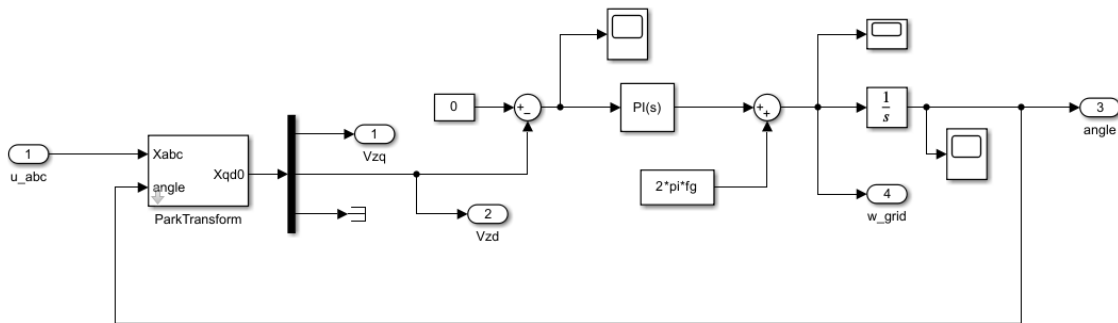 1
u_abc
Xabc
angle
Xqd0
ParkTransform
1
Vzq
2
Vzd
0
+
−
PI(s)
+
+
2*pi*fg
1
s
3
angle
4
w_grid